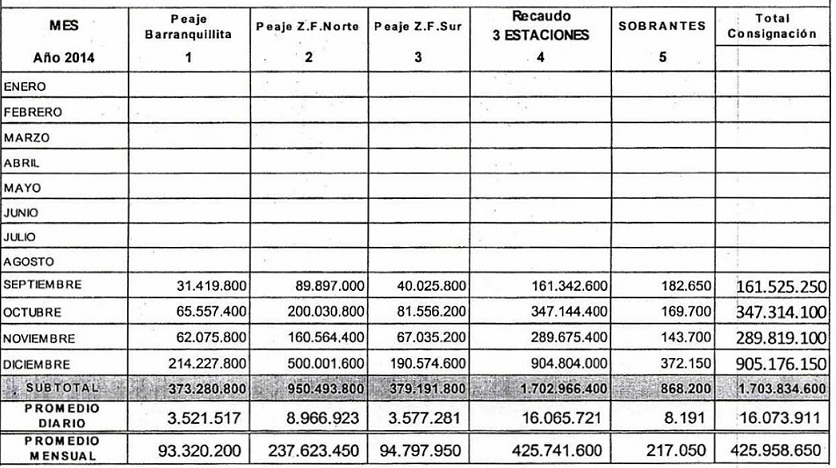 MES Peaje Barranquillita Peaje Z.F.Norte Peaje Z.F.Sur Recaudo 3 ESTACIONES SOBRANTES Total Consignación
Año 2014 1 2 3 4 5
ENERO
FEBRERO
MARZO
ABRIL
MAYO
JUNIO
JULIO
AGOSTO
SEPTIEMBRE 31.419.800 89.897.000 40.025.800 161.342.600 182.650 161.525.250
OCTUBRE 65.557.400 200.030.800 81.556.200 347.144.400 169.700 347.314.100
NOVIEMBRE 62.075.800 160.564.400 67.035.200 289.675.400 143.700 289.819.100
DICIEMBRE 214.227.800 500.001.600 190.574.600 904.804.000 372.150 905.176.150
SUBTOTAL 373.280.800 950.493.800 379.191.800 1.702.966.400 868.200 1.703.834.600
PROMEDIO DIARIO 3.521.517 8.966.923 3.577.281 16.065.721 8.191 16.073.911
PROMEDIO MENSUAL 93.320.200 237.623.450 94.797.950 425.741.600 217.050 425.958.650